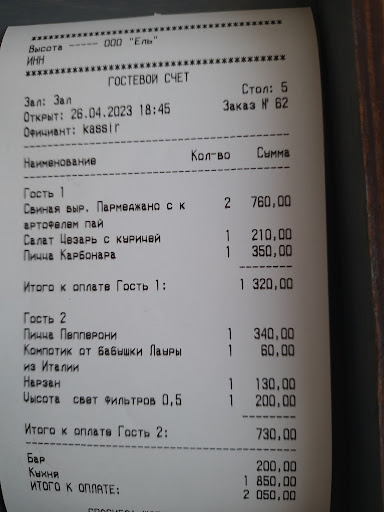 ************************************
Высота ----- ООО "Ель"
ИНН
************************************
ГОСТЕВОЙ СЧЕТ
Зал: Зал Стол: 5
Открыт: 26.04.2023 18:45 Заказ № 62
Официант: kassir
Наименование Кол-во Сумма
Гость 1
Свиная выр. Пармеджано с к 2 760,00
артофелем пай
Салат Цезарь с курицей 1 210,00
Пицца Карбонара 1 350,00
Итого к оплате Гость 1: 1 320,00
Гость 2
Пицца Пепперони 1 340,00
Компотик от бабушки Лауры 1 60,00
из Италии
Нарзан 1 130,00
Высота свет фильтров 0,5 1 200,00
Итого к оплате Гость 2: 730,00
Бар 200,00
Кухня 1 850,00
ИТОГО К ОПЛАТЕ: 2 050,00